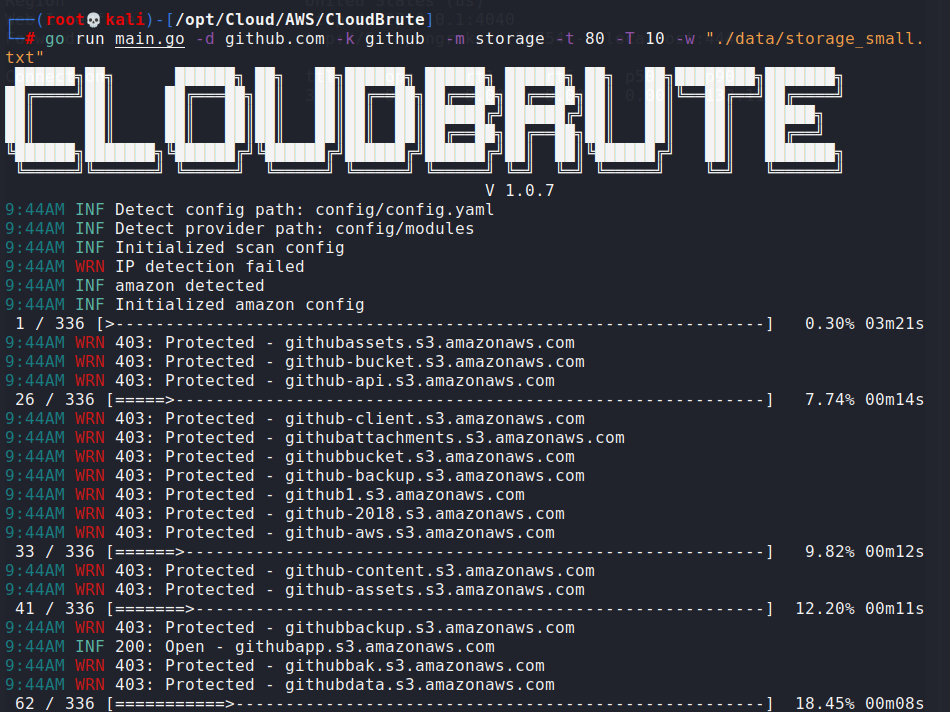 ┌──(root💀kali)-[/opt/Cloud/AWS/CloudBrute]
└─# go run main.go -d github.com -k github -m storage -t 80 -T 10 -w "./data/storage_small.
txt"
CLOUDBRUTE
V 1.0.7
9:44AM INF Detect config path: config/config.yaml
9:44AM INF Detect provider path: config/modules
9:44AM INF Initialized scan config
9:44AM WRN IP detection failed
9:44AM INF amazon detected
9:44AM INF Initialized amazon config
1 / 336 [>-----------------------------------------------------------------] 0.30% 03m21s
9:44AM WRN 403: Protected - githubassets.s3.amazonaws.com
9:44AM WRN 403: Protected - github-bucket.s3.amazonaws.com
9:44AM WRN 403: Protected - github-api.s3.amazonaws.com
26 / 336 [=====>------------------------------------------------------------] 7.74% 00m14s
9:44AM WRN 403: Protected - github-client.s3.amazonaws.com
9:44AM WRN 403: Protected - githubattachments.s3.amazonaws.com
9:44AM WRN 403: Protected - githubbucket.s3.amazonaws.com
9:44AM WRN 403: Protected - github-backup.s3.amazonaws.com
9:44AM WRN 403: Protected - github1.s3.amazonaws.com
9:44AM WRN 403: Protected - github-2018.s3.amazonaws.com
9:44AM WRN 403: Protected - github-aws.s3.amazonaws.com
33 / 336 [======>-----------------------------------------------------------] 9.82% 00m12s
9:44AM WRN 403: Protected - github-content.s3.amazonaws.com
9:44AM WRN 403: Protected - github-assets.s3.amazonaws.com
41 / 336 [=======>----------------------------------------------------------] 12.20% 00m11s
9:44AM WRN 403: Protected - githubbackup.s3.amazonaws.com
9:44AM INF 200: Open - githubapp.s3.amazonaws.com
9:44AM WRN 403: Protected - githubbak.s3.amazonaws.com
9:44AM WRN 403: Protected - githubdata.s3.amazonaws.com
62 / 336 [===========>------------------------------------------------------] 18.45% 00m08s